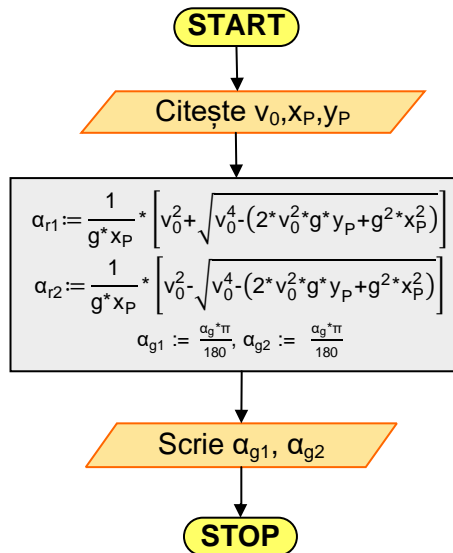 START
Citește v₀,x_P,y_P
α_r1:=1/(g*x_P)*[v₀²+√(v₀⁴-(2*v₀²*g*y_P+g²*x_P²))]
α_r2:=1/(g*x_P)*[v₀²-√(v₀⁴-(2*v₀²*g*y_P+g²*x_P²))]
α_g1 := α_g*π/180, α_g2 := α_g*π/180
Scrie α_g1, α_g2
STOP